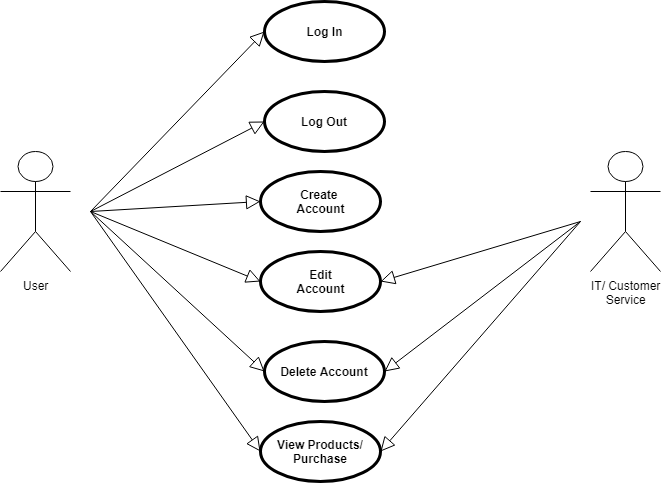 Log In
Log Out
Create
Account
Edit
Account
Delete Account
View Products/
Purchase
User
IT/ Customer
Service